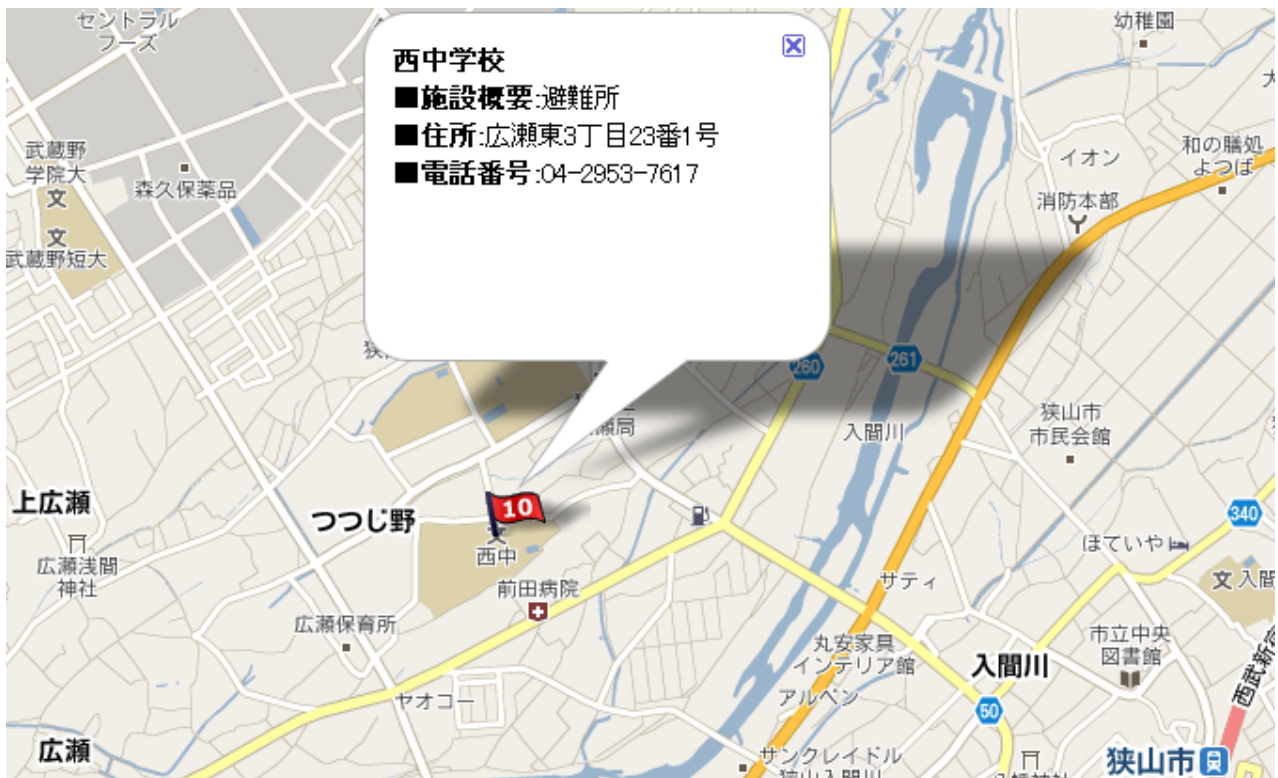 セントラル
フーズ
幼稚園
西中学校
■施設概要:避難所
■住所:広瀬東3丁目23番1号
■電話番号:04-2953-7617
武蔵野
学院大
文
森久保薬品
文
武蔵野短大
イオン
和の膳処
よつば
消防本部
260
261
狭山市
市民会館
入間川
上広瀬
つつじ野
10
西中
340
ほていや
広瀬浅間
神社
前田病院
サティ
文入間
広瀬保育所
丸安家具
インテリア館
入間川
市立中央
図書館
ヤオコー
アルペン
50
広瀬
サンクレイドル
狭山入間川
狭山市